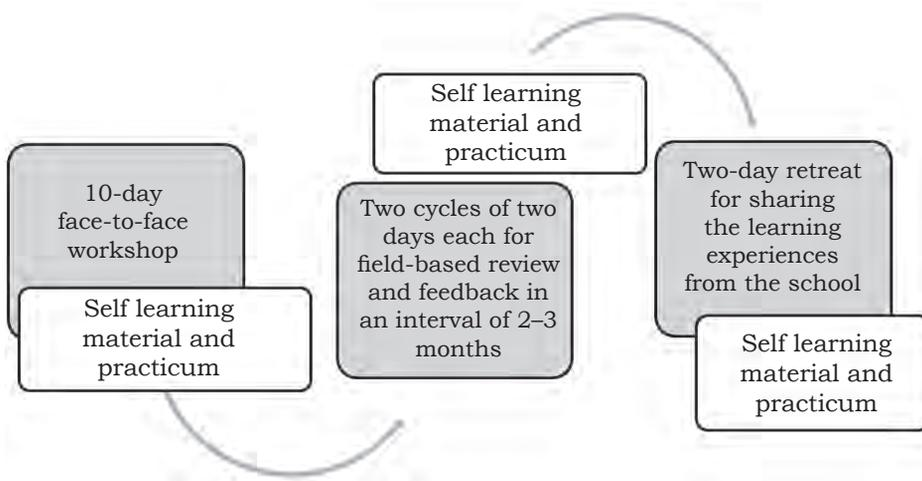 10-day
face-to-face
workshop
Self learning
material and
practicum
Self learning
material and
practicum
Two cycles of two
days each for
field-based review
and feedback in
an interval of 2–3
months
Two-day retreat
for sharing
the learning
experiences
from the school
Self learning
material and
practicum